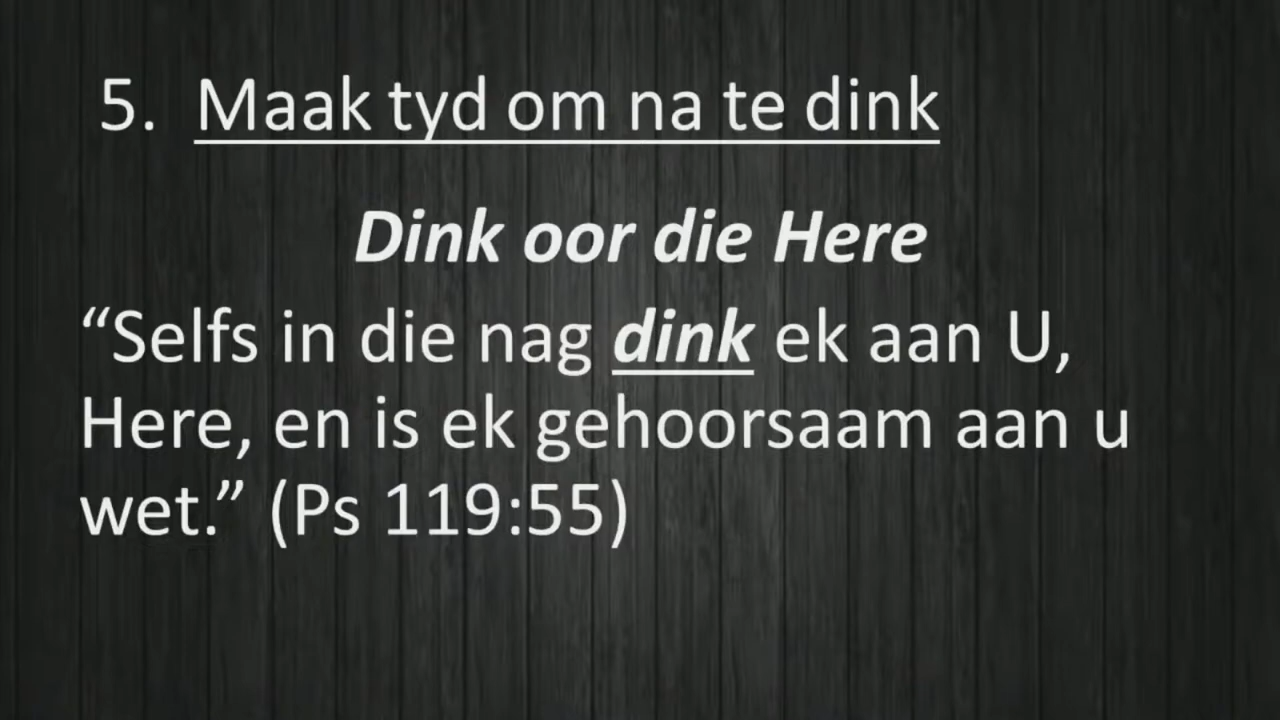 5. Maak tyd om na te dink
Dink oor die Here
“Selfs in die nag dink ek aan U,
Here, en is ek gehoorsaam aan u
wet.” (Ps 119:55)